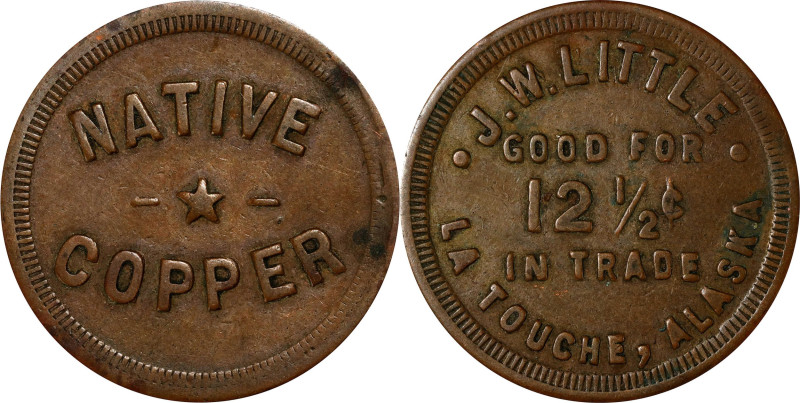 NATIVE
- ★ -
COPPER
J. W. LITTLE
GOOD FOR
12 ½ ¢
IN TRADE
LA TOUCHE, ALASKA